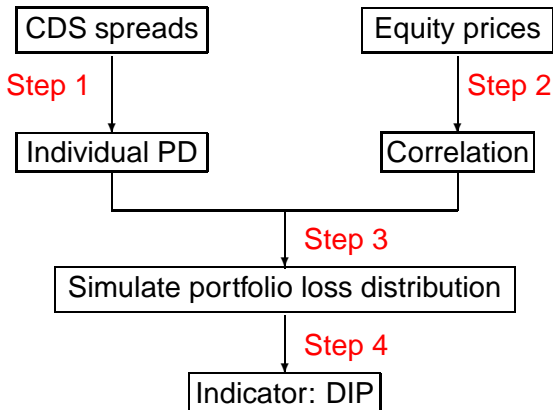 CDS spreads
Equity prices
Step 1
Step 2
Individual PD
Correlation
Step 3
Simulate portfolio loss distribution
Step 4
Indicator: DIP